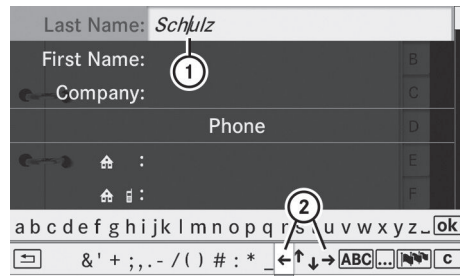 Last Name: Schulz
First Name:
Company:
Phone
:
:
B
C
D
E
F
1
2
a b c d e f g h i j k l m n o p q r s t u v w x y z _ ok
& ' + ; , . - / ( ) # : * _ ← ↑ ↓ → ABC ... c